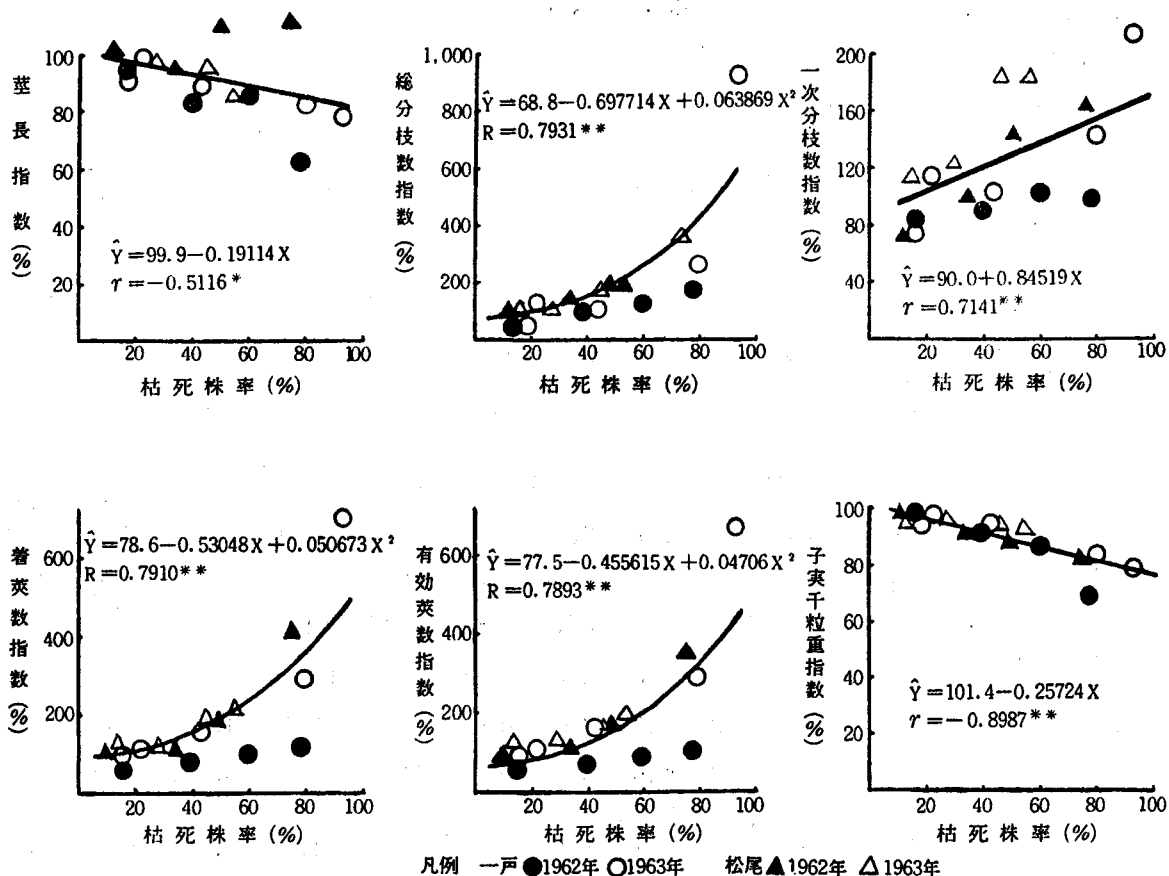 茎長指数(%)
100
80
60
40
20
Ŷ=99.9−0.19114X
r=−0.5116*
20 40 60 80 100
枯死株率(%)
総分枝数指数(%)
1.000
800
600
400
200
Ŷ=68.8−0.697714X+0.063869X²
R=0.7931**
20 40 60 80 100
枯死株率(%)
一次分枝数指数(%)
200
160
120
80
40
Ŷ=90.0+0.84519X
r=0.7141**
20 40 60 80 100
枯死株率(%)
着莢数指数(%)
600
400
200
Ŷ=78.6−0.53048X+0.050673X²
R=0.7910**
20 40 60 80 100
枯死株率(%)
有効莢数指数(%)
600
400
200
Ŷ=77.5−0.455615X+0.04706X²
R=0.7893**
20 40 60 80 100
枯死株率(%)
子実千粒重指数(%)
100
80
60
40
20
Ŷ=101.4−0.25724X
r=−0.8987**
20 40 60 80 100
枯死株率(%)
凡例 一戸 ●1962年 ○1963年 松尾 ▲1962年 △1963年